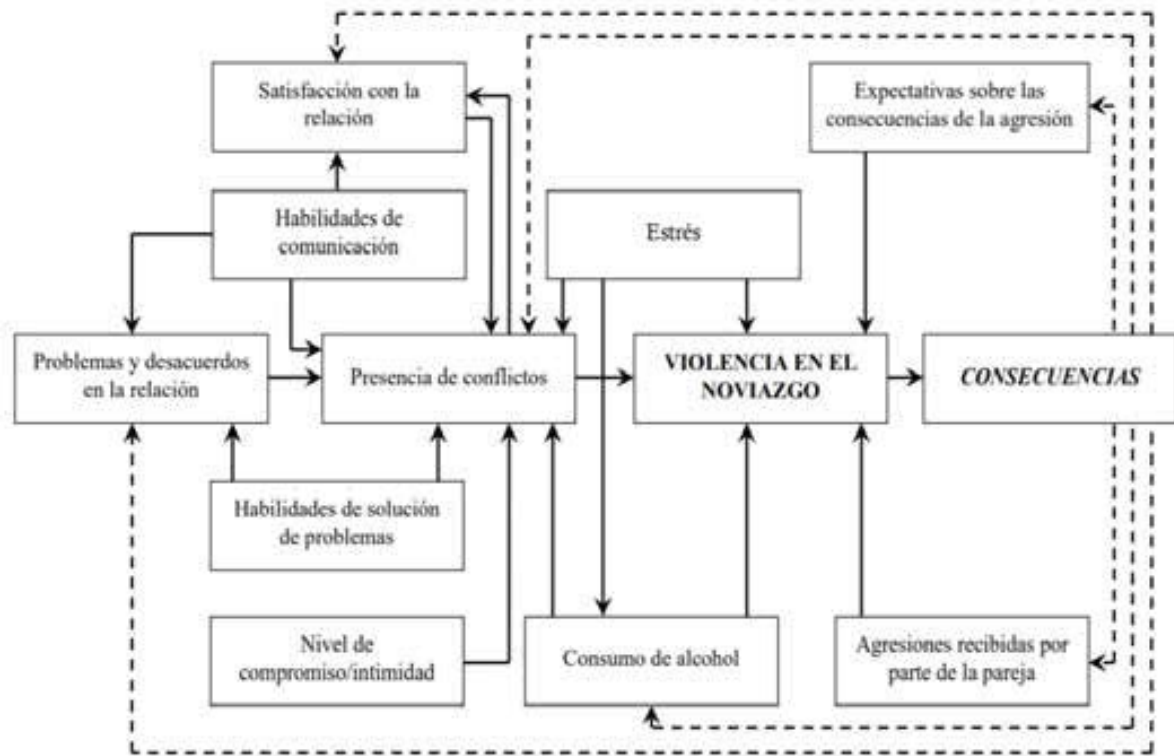 Satisfacción con la
relación
Expectativas sobre las
consecuencias de la agresión
Habilidades de
comunicación
Estrés
Problemas y desacuerdos
en la relación
Presencia de conflictos
VIOLENCIA EN EL
NOVIAZGO
CONSECUENCIAS
Habilidades de solución
de problemas
Nivel de
compromiso/intimidad
Consumo de alcohol
Agresiones recibidas por
parte de la pareja